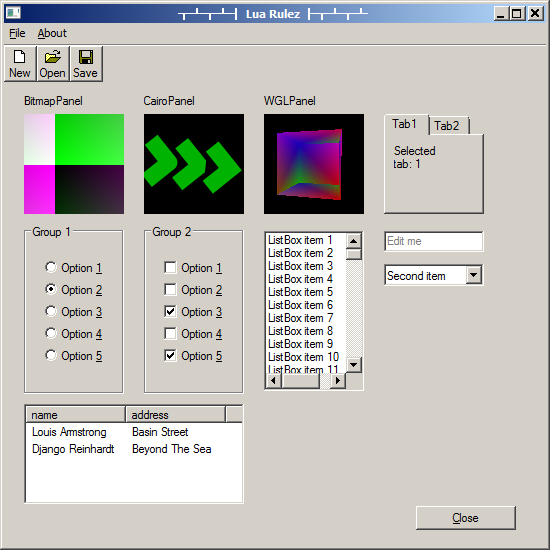 Lua Rulez
File About
New Open Save
BitmapPanel CairoPanel WGLPanel
Tab1 Tab2
Selected
tab: 1
Group 1
Option 1
Option 2
Option 3
Option 4
Option 5
Group 2
Option 1
Option 2
Option 3
Option 4
Option 5
ListBox item 1
ListBox item 2
ListBox item 3
ListBox item 4
ListBox item 5
ListBox item 6
ListBox item 7
ListBox item 8
ListBox item 9
ListBox item 10
ListBox item 11
Edit me
Second item
name address
Louis Armstrong Basin Street
Django Reinhardt Beyond The Sea
Close